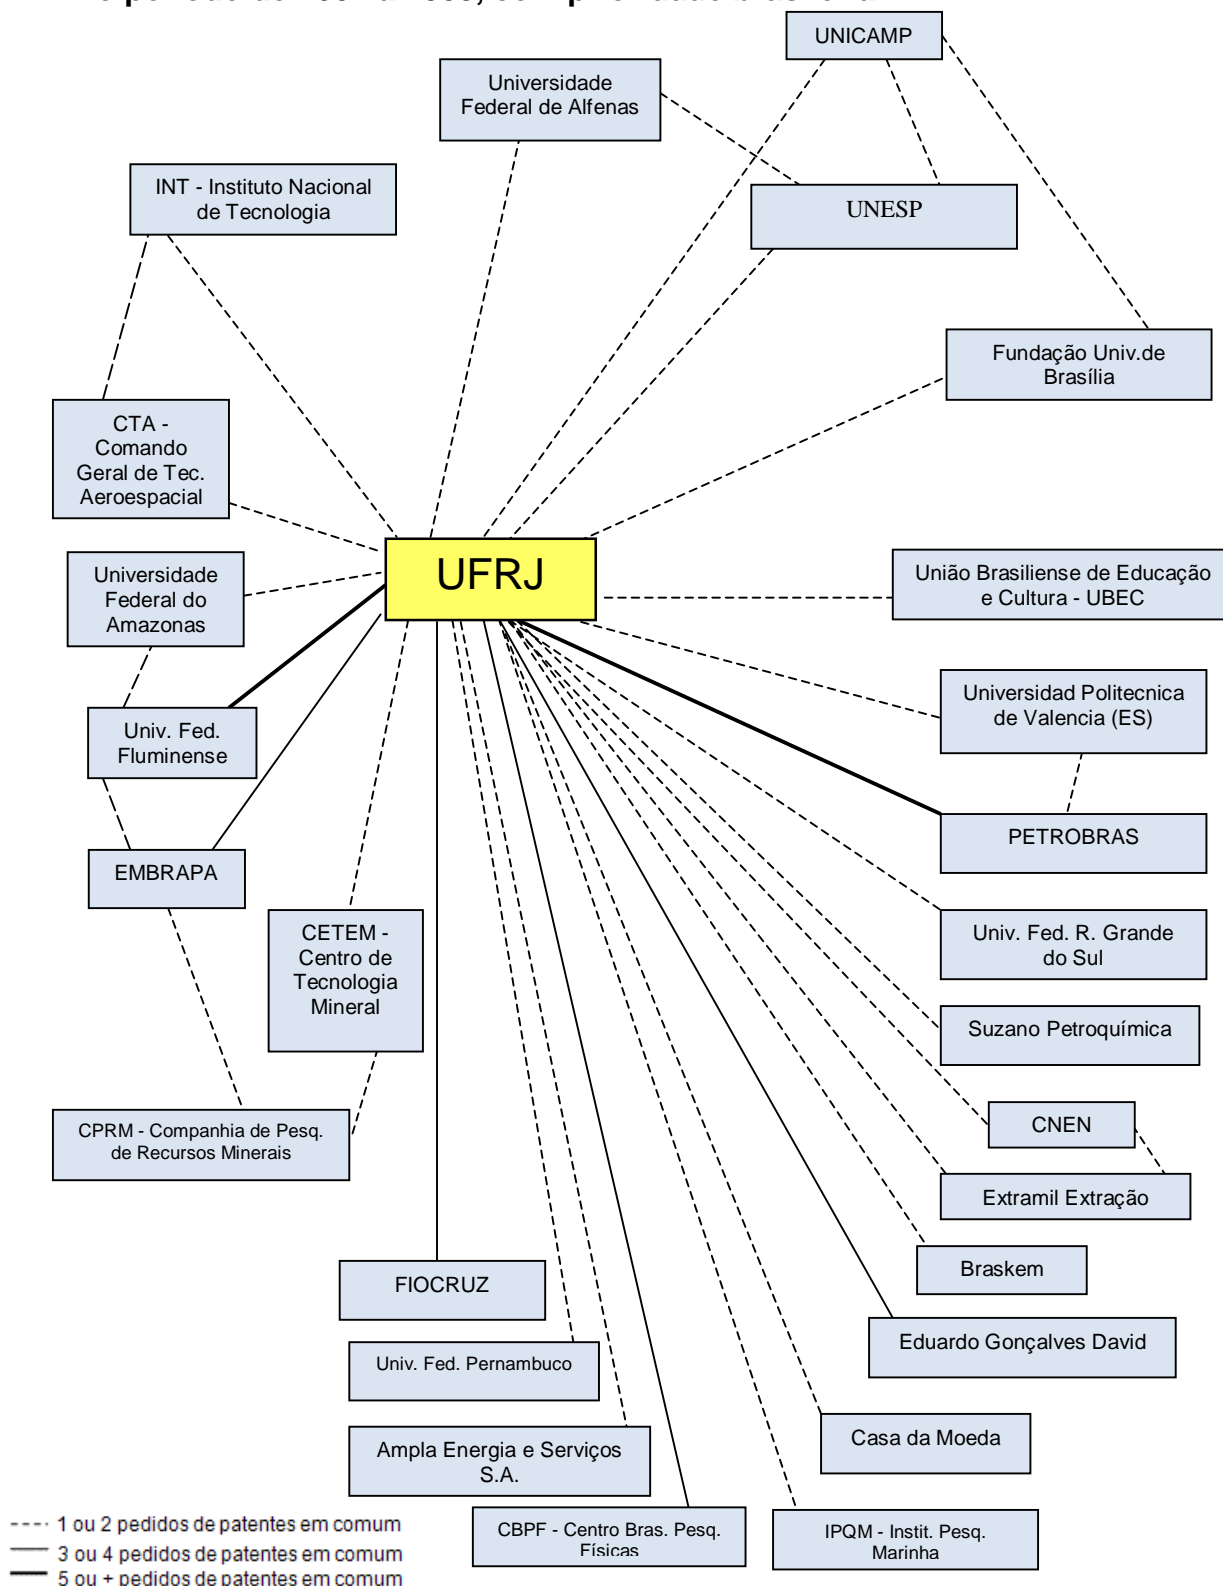 UNICAMP
Universidade
Federal de Alfenas
INT - Instituto Nacional
de Tecnologia
UNESP
Fundação Univ.de
Brasília
CTA -
Comando
Geral de Tec.
Aeroespacial
UFRJ
Universidade
Federal do
Amazonas
União Brasiliense de Educação
e Cultura - UBEC
Universidad Politecnica
de Valencia (ES)
Univ. Fed.
Fluminense
PETROBRAS
EMBRAPA
CETEM -
Centro de
Tecnologia
Mineral
Univ. Fed. R. Grande
do Sul
Suzano Petroquímica
CPRM - Companhia de Pesq.
de Recursos Minerais
CNEN
Extramil Extração
Braskem
FIOCRUZ
Eduardo Gonçalves David
Univ. Fed. Pernambuco
Ampla Energia e Serviços
S.A.
Casa da Moeda
CBPF - Centro Bras. Pesq.
Físicas
IPQM - Instit. Pesq.
Marinha
1 ou 2 pedidos de patentes em comum
3 ou 4 pedidos de patentes em comum
5 ou + pedidos de patentes em comum